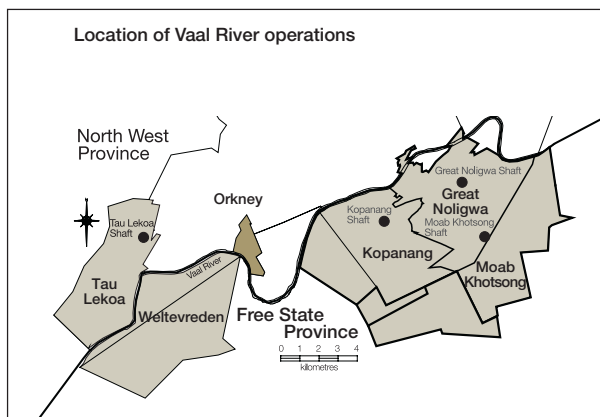 Location of Vaal River operations
North West
Province
Orkney
Great Noligwa Shaft
Great
Noligwa
Tau Lekoa
Shaft
Kopanang
Shaft
Moab Khotsong
Shaft
Kopanang
Moab
Khotsong
Tau
Lekoa
Vaal River
Weltevreden
Free State
Province
0 1 2 3 4
kilometres